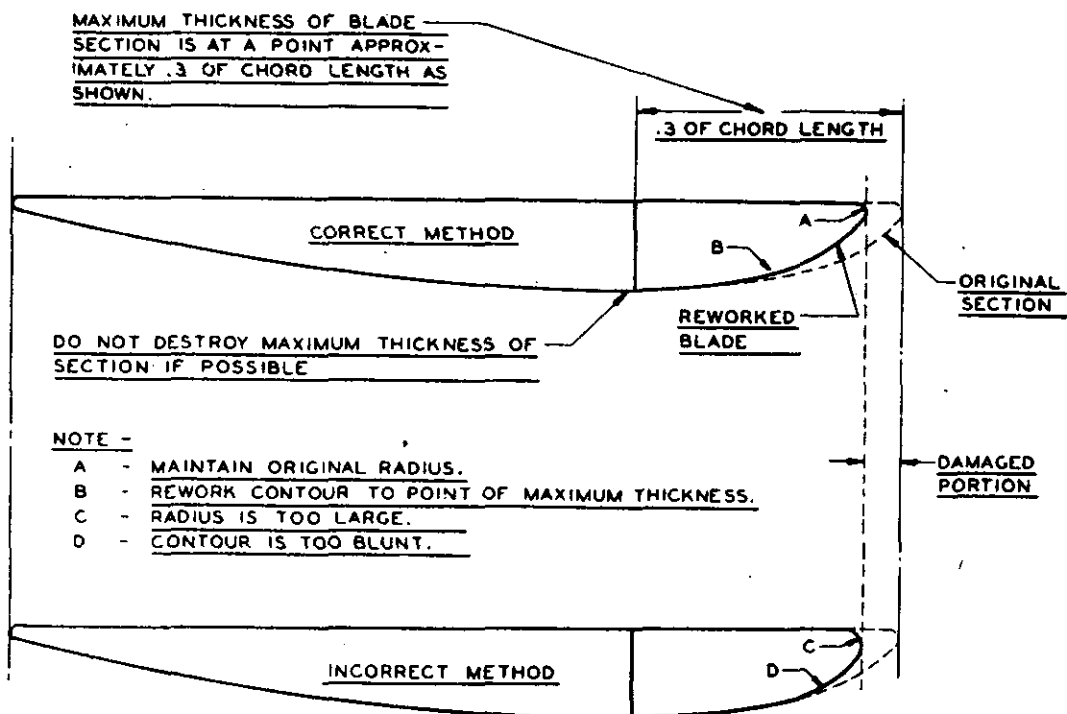 MAXIMUM THICKNESS OF BLADE
SECTION IS AT A POINT APPROX-
IMATELY .3 OF CHORD LENGTH AS
SHOWN.
.3 OF CHORD LENGTH
A
CORRECT METHOD
B
ORIGINAL
SECTION
REWORKED
BLADE
DO NOT DESTROY MAXIMUM THICKNESS OF
SECTION IF POSSIBLE
NOTE -
A - MAINTAIN ORIGINAL RADIUS.
B - REWORK CONTOUR TO POINT OF MAXIMUM THICKNESS.
C - RADIUS IS TOO LARGE.
D - CONTOUR IS TOO BLUNT.
DAMAGED
PORTION
C
INCORRECT METHOD
D